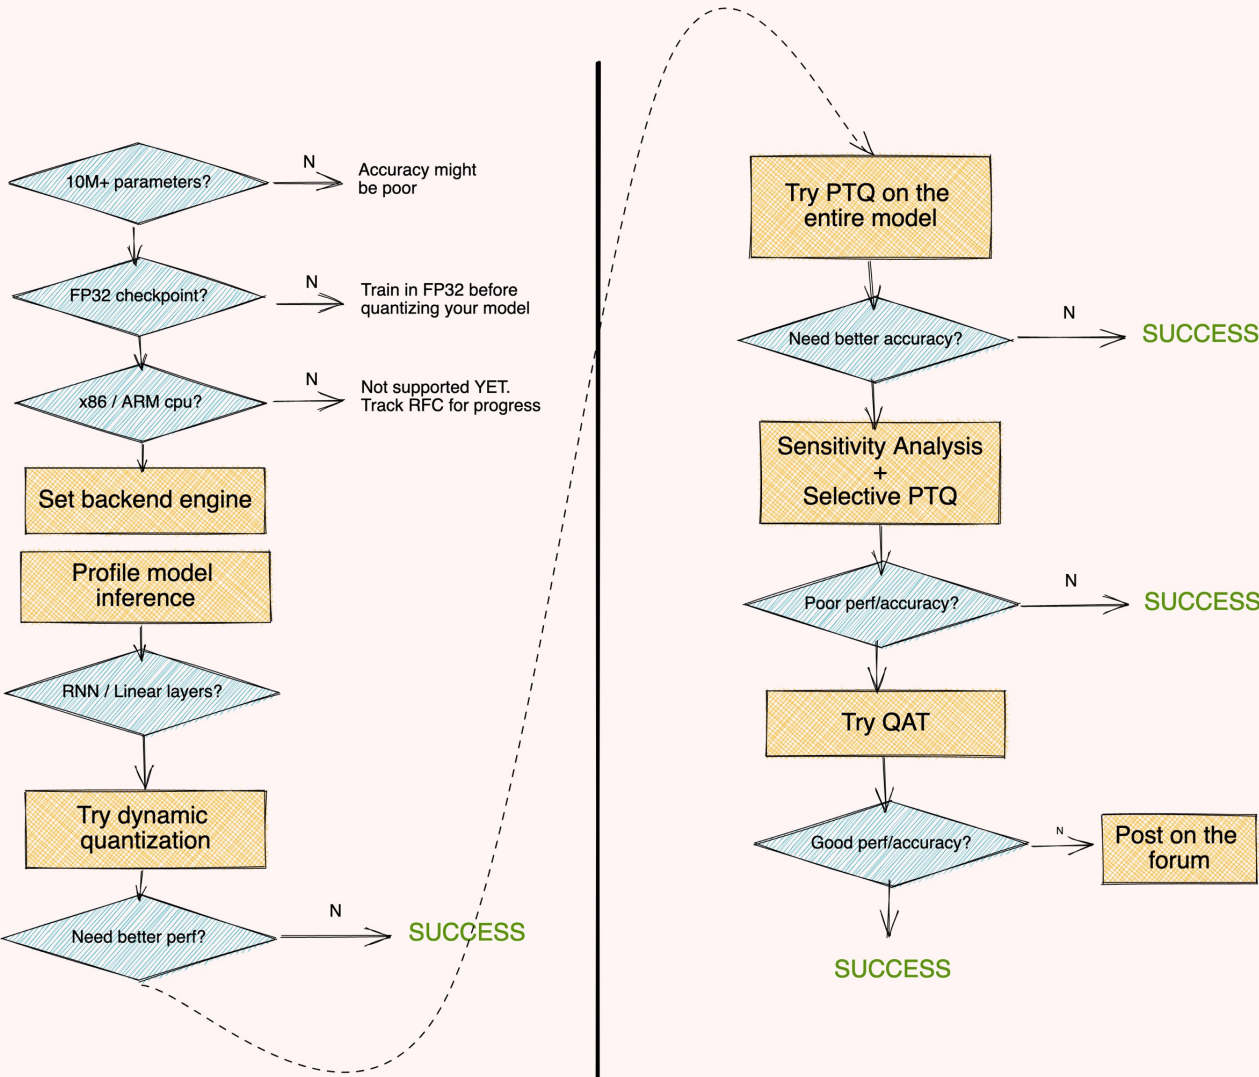 10M+ parameters?
N
Accuracy might
be poor
FP32 checkpoint?
N
Train in FP32 before
quantizing your model
x86 / ARM cpu?
N
Not supported YET.
Track RFC for progress
Set backend engine
Profile model
inference
RNN / Linear layers?
Try dynamic
quantization
Need better perf?
N
SUCCESS
Try PTQ on the
entire model
Need better accuracy?
N
SUCCESS
Sensitivity Analysis
+
Selective PTQ
Poor perf/accuracy?
N
SUCCESS
Try QAT
Good perf/accuracy?
N
Post on the
forum
SUCCESS